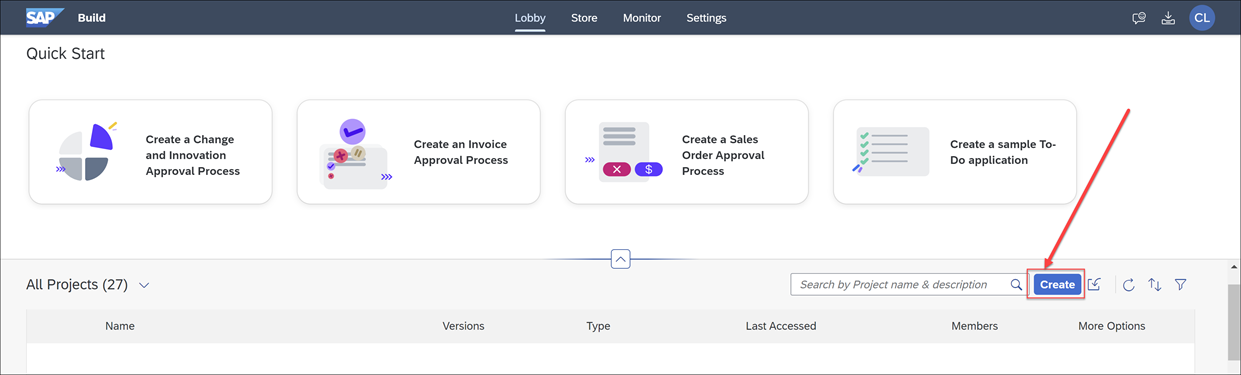 SAP Build Lobby Store Monitor Settings CL
Quick Start
Create a Change
and Innovation
Approval Process
Create an Invoice
Approval Process
Create a Sales
Order Approval
Process
$
Create a sample To-
Do application
All Projects (27) Search by Project name & description Create
Name Versions Type Last Accessed Members More Options